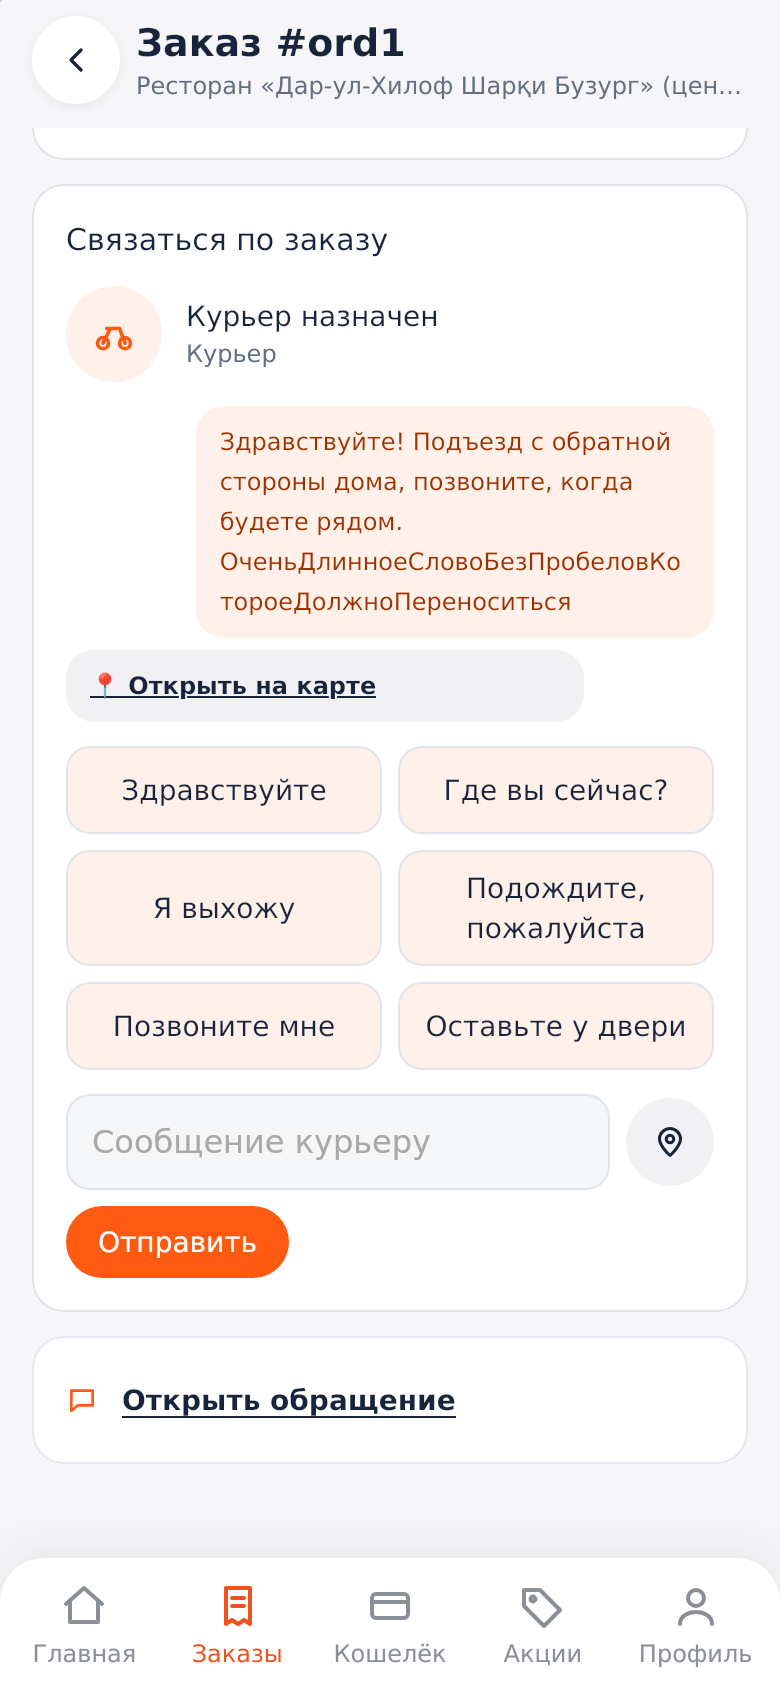 Заказ #ord1
Ресторан «Дар-ул-Хилоф Шарқи Бузург» (цен...
Связаться по заказу
Курьер назначен
Курьер
Здравствуйте! Подъезд с обратной
стороны дома, позвоните, когда
будете рядом.
ОченьДлинноеСловоБезПробеловКо
тороеДолжноПереноситься
📍 Открыть на карте
Здравствуйте
Где вы сейчас?
Я выхожу
Подождите,
пожалуйста
Позвоните мне
Оставьте у двери
Сообщение курьеру
Отправить
Открыть обращение
Главная
Заказы
Кошелёк
Акции
Профиль